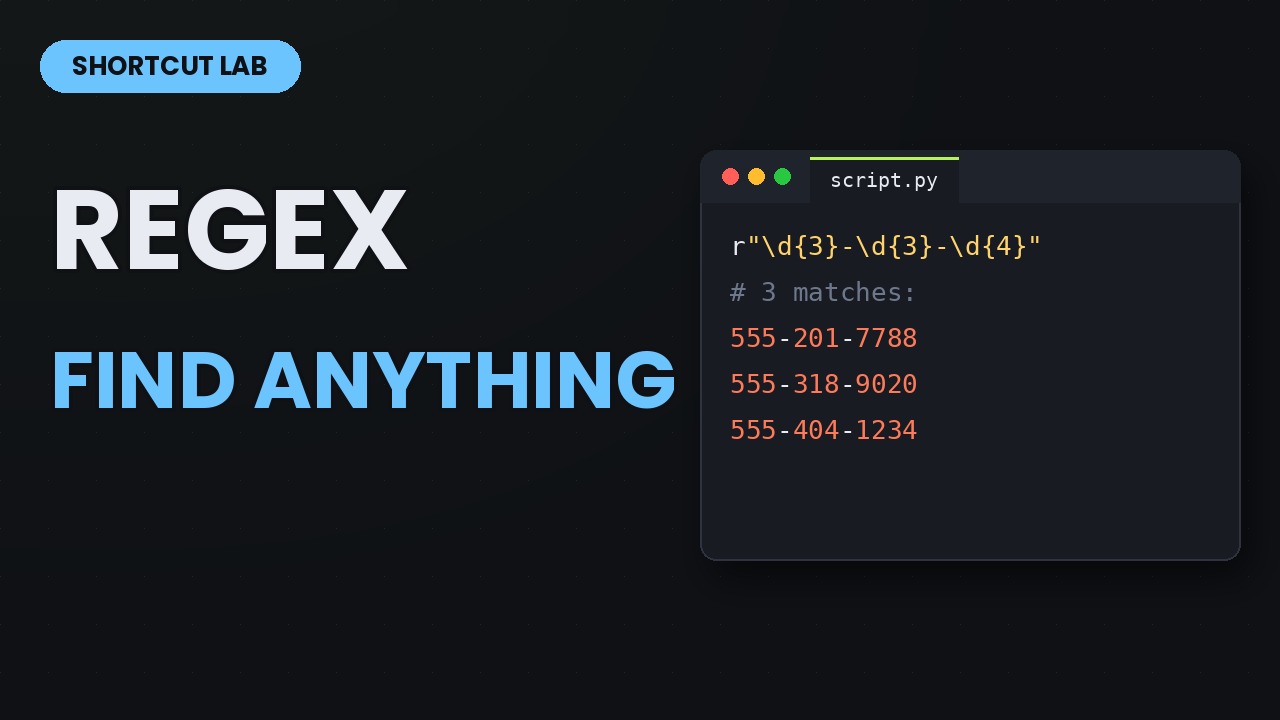 SHORTCUT LAB
REGEX
FIND ANYTHING
script.py
r"\d{3}-\d{3}-\d{4}"
# 3 matches:
555-201-7788
555-318-9020
555-404-1234